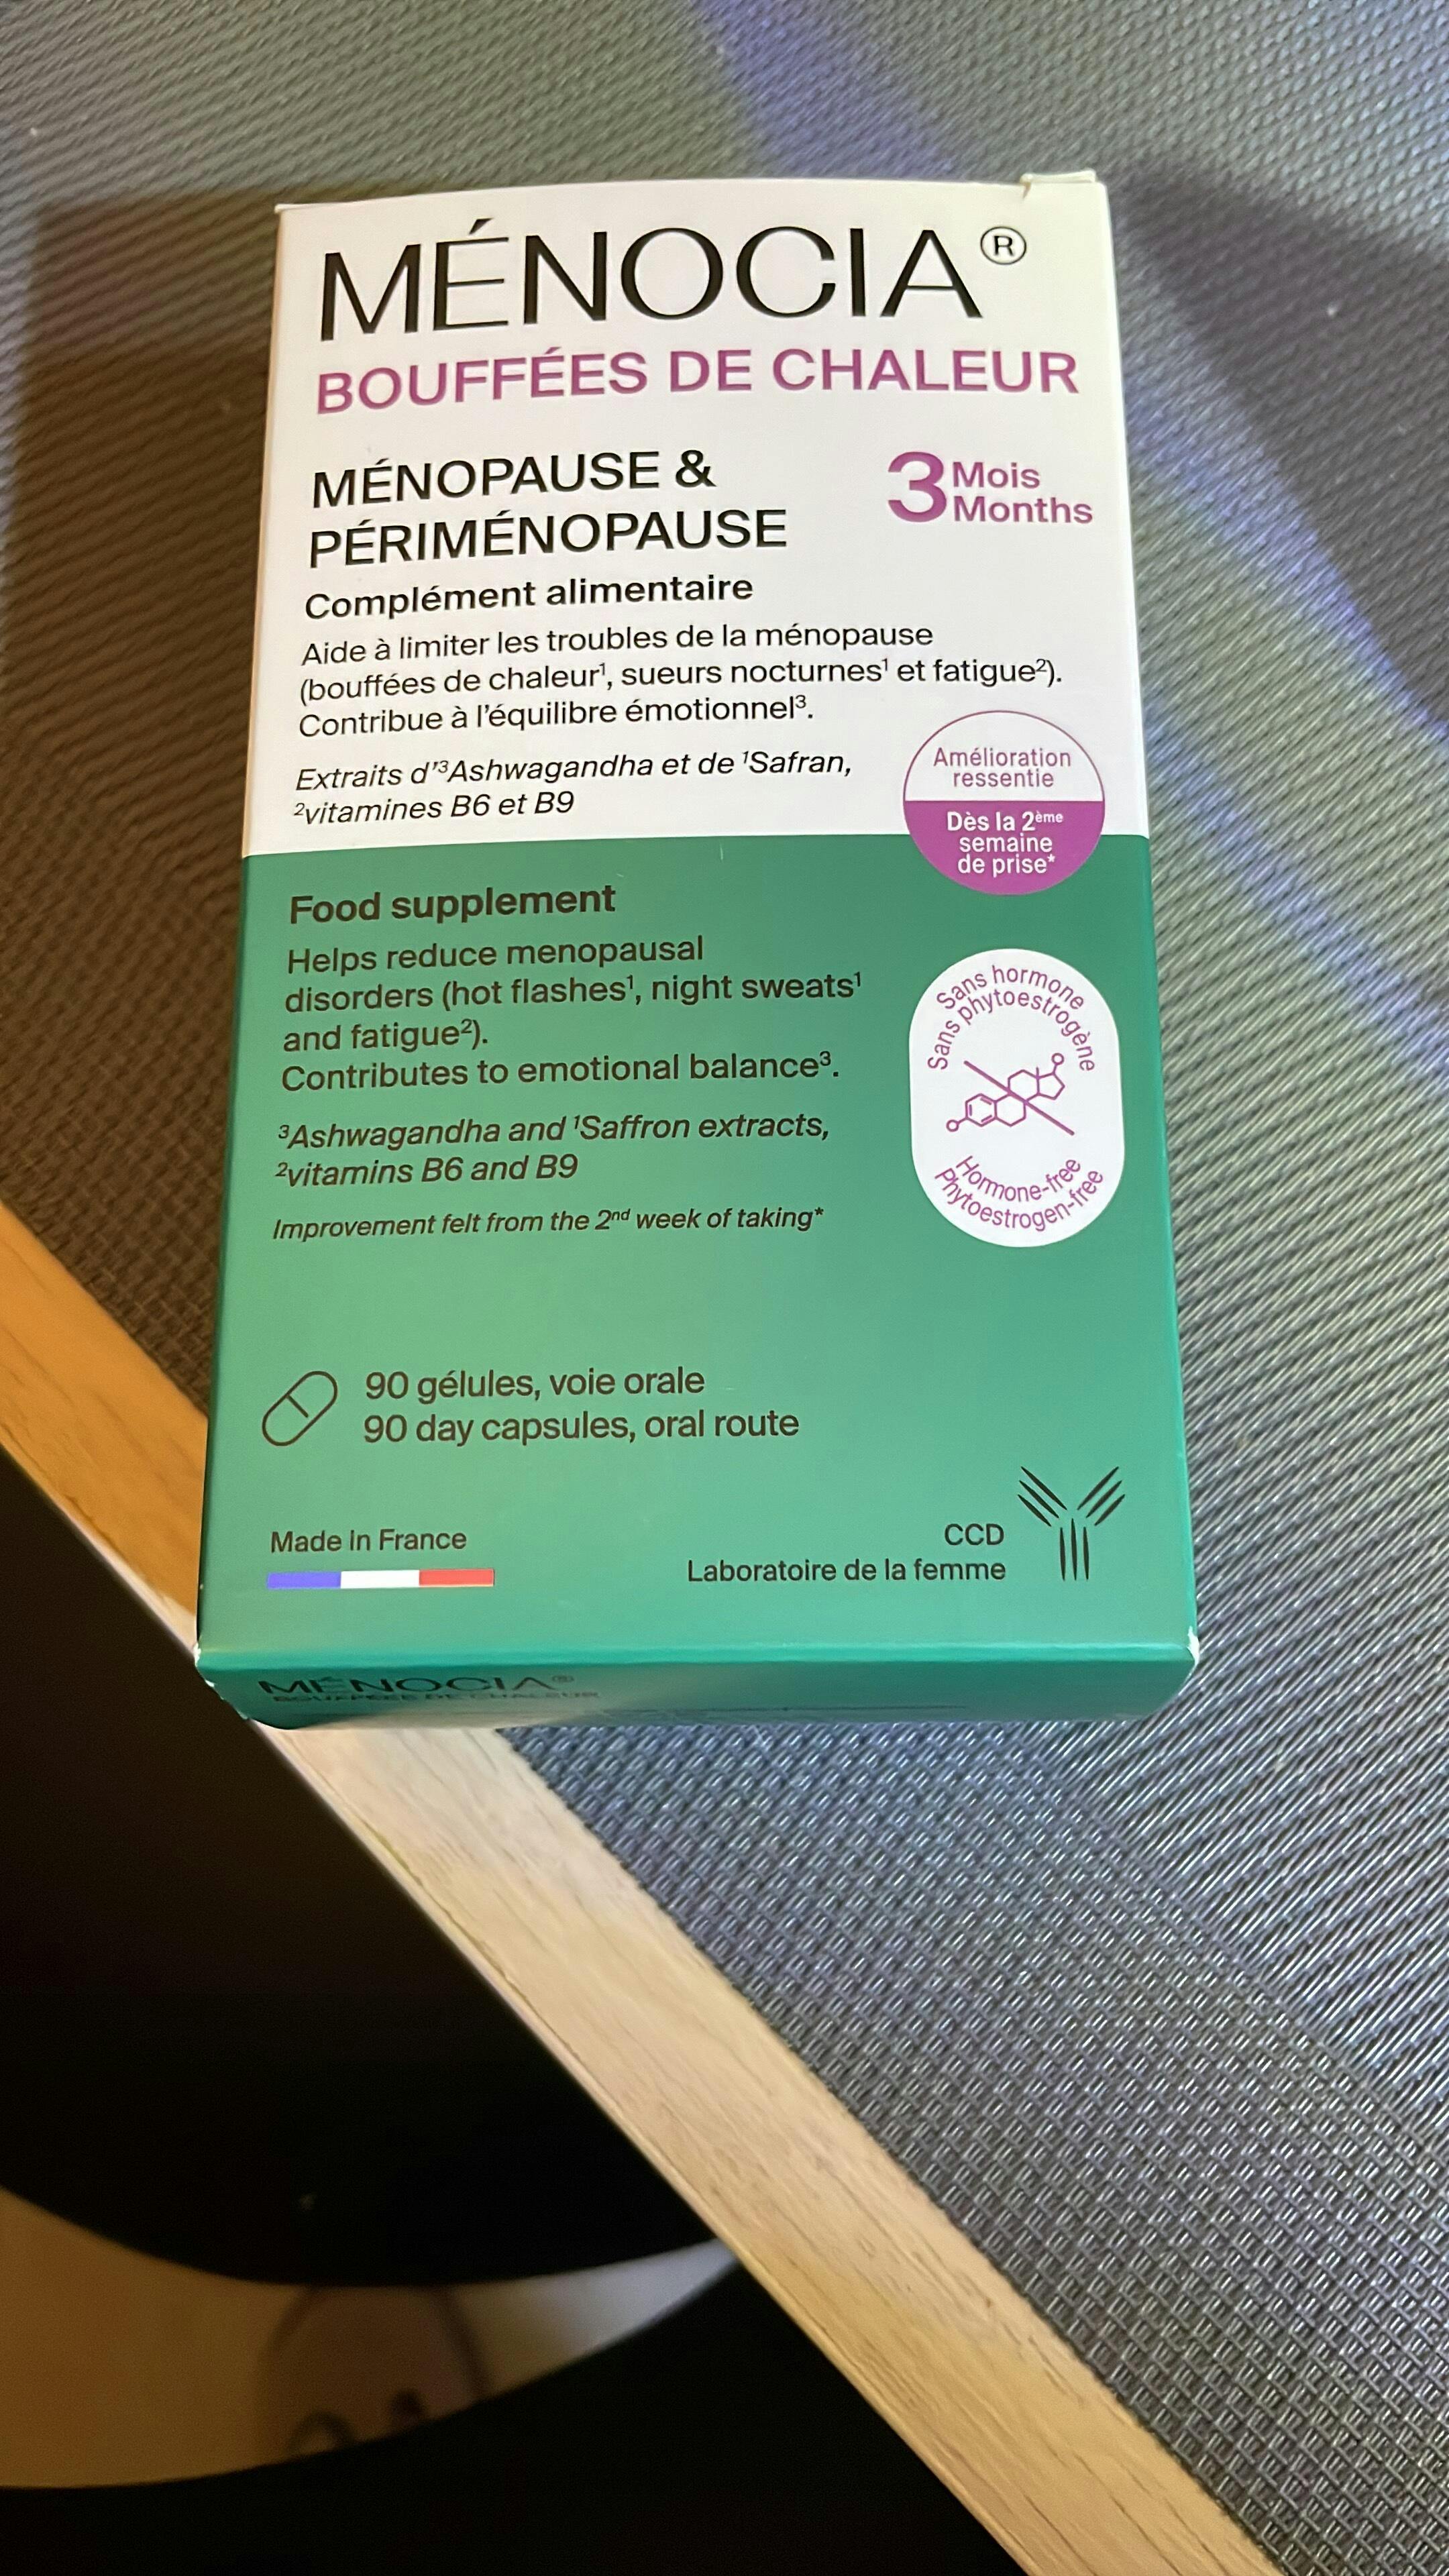 MÉNOCIA®
BOUFFÉES DE CHALEUR
MÉNOPAUSE &
PÉRIMÉNOPAUSE
3 Mois
Months
Complément alimentaire
Aide à limiter les troubles de la ménopause
(bouffées de chaleur¹, sueurs nocturnes¹ et fatigue²).
Contribue à l'équilibre émotionnel³.
Extraits d'³Ashwagandha et de ¹Safran,
²vitamines B6 et B9
Amélioration
ressentie
Dès la 2ème
semaine
de prise*
Food supplement
Helps reduce menopausal
disorders (hot flashes¹, night sweats¹
and fatigue²).
Contributes to emotional balance³.
³Ashwagandha and ¹Saffron extracts,
²vitamins B6 and B9
Improvement felt from the 2nd week of taking*
Sans hormone
Sans phytoestrogène
Hormone-free
Phytoestrogen-free
90 gélules, voie orale
90 day capsules, oral route
Made in France
CCD
Laboratoire de la femme
MÉNOCIA®
BOUFFÉES DE CHALEUR